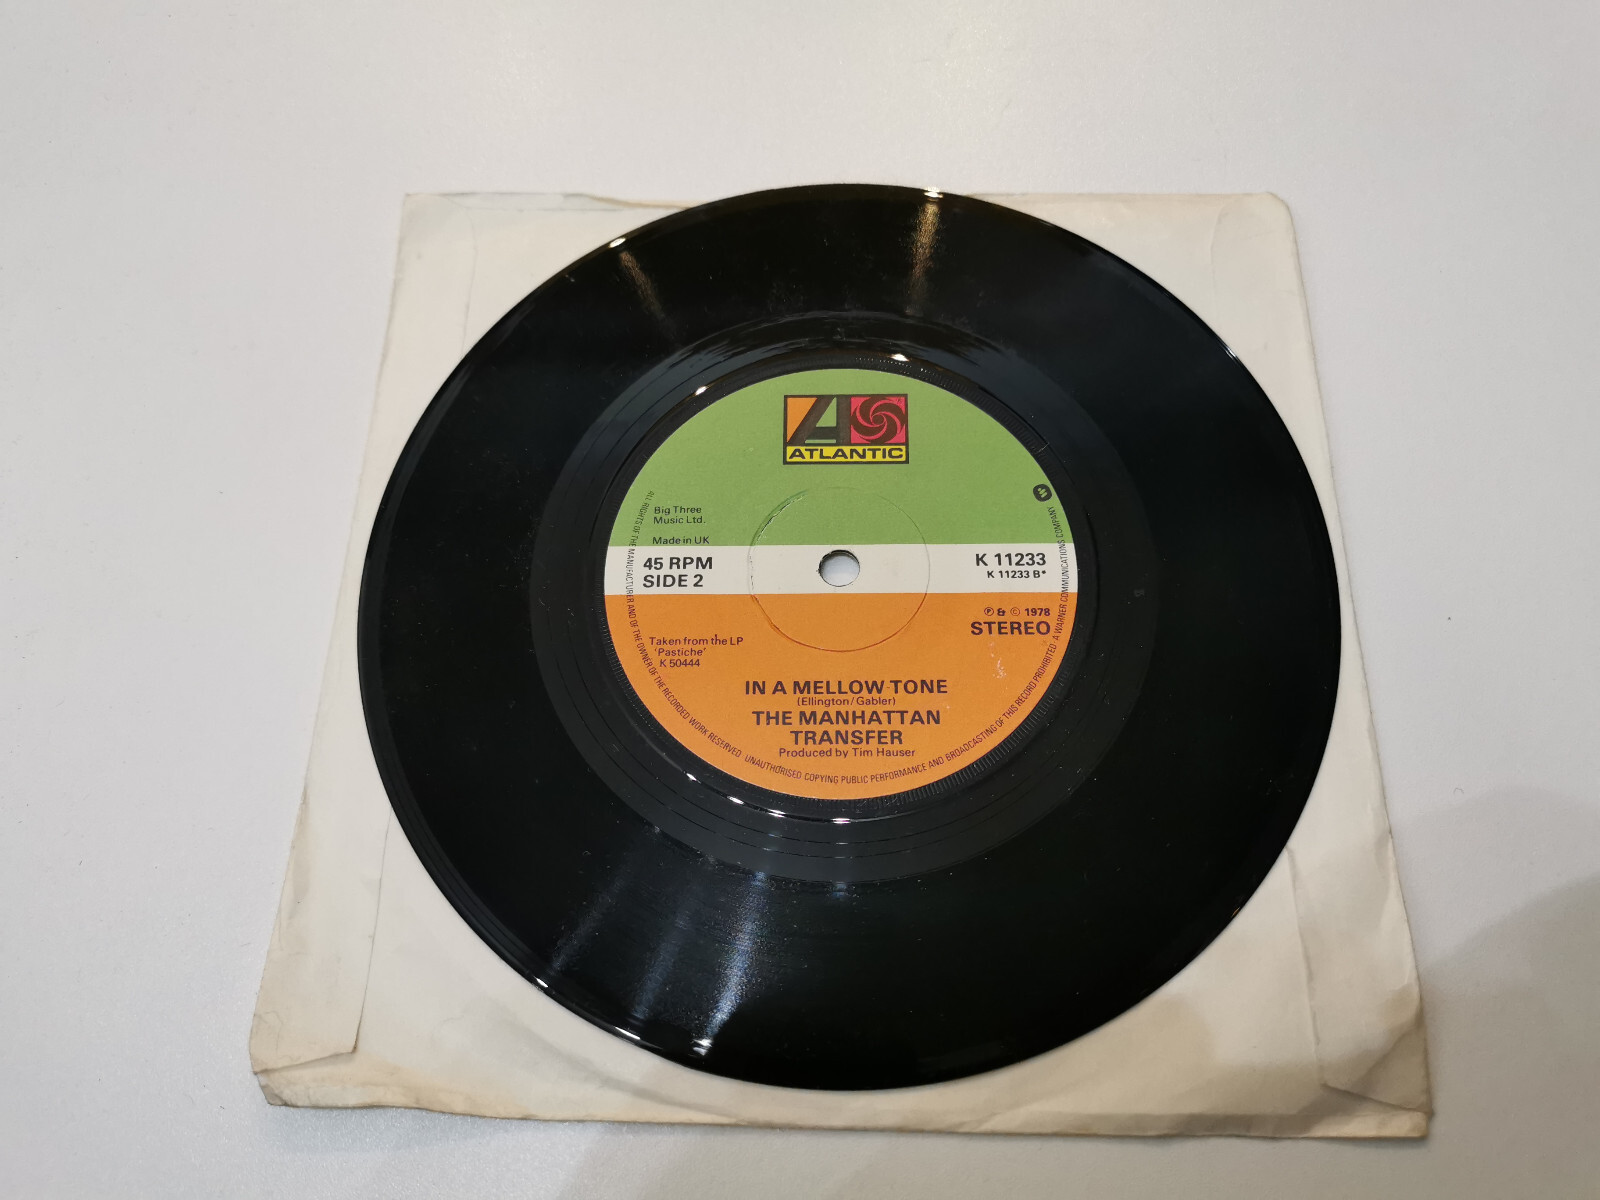 ATLANTIC
Big Three
Music Ltd.
Made in UK
45 RPM
SIDE 2
K 11233
K 11233 B*
℗ & © 1978
STEREO
Taken from the LP
'Pastiche'
K 50444
IN A MELLOW-TONE
(Ellington/Gabler)
THE MANHATTAN
TRANSFER
Produced by Tim Hauser
ALL RIGHTS OF THE MANUFACTURER AND OF THE OWNER OF THE RECORDED WORK RESERVED · UNAUTHORISED COPYING PUBLIC PERFORMANCE AND BROADCASTING OF THIS RECORD PROHIBITED · A WARNER COMMUNICATIONS COMPANY